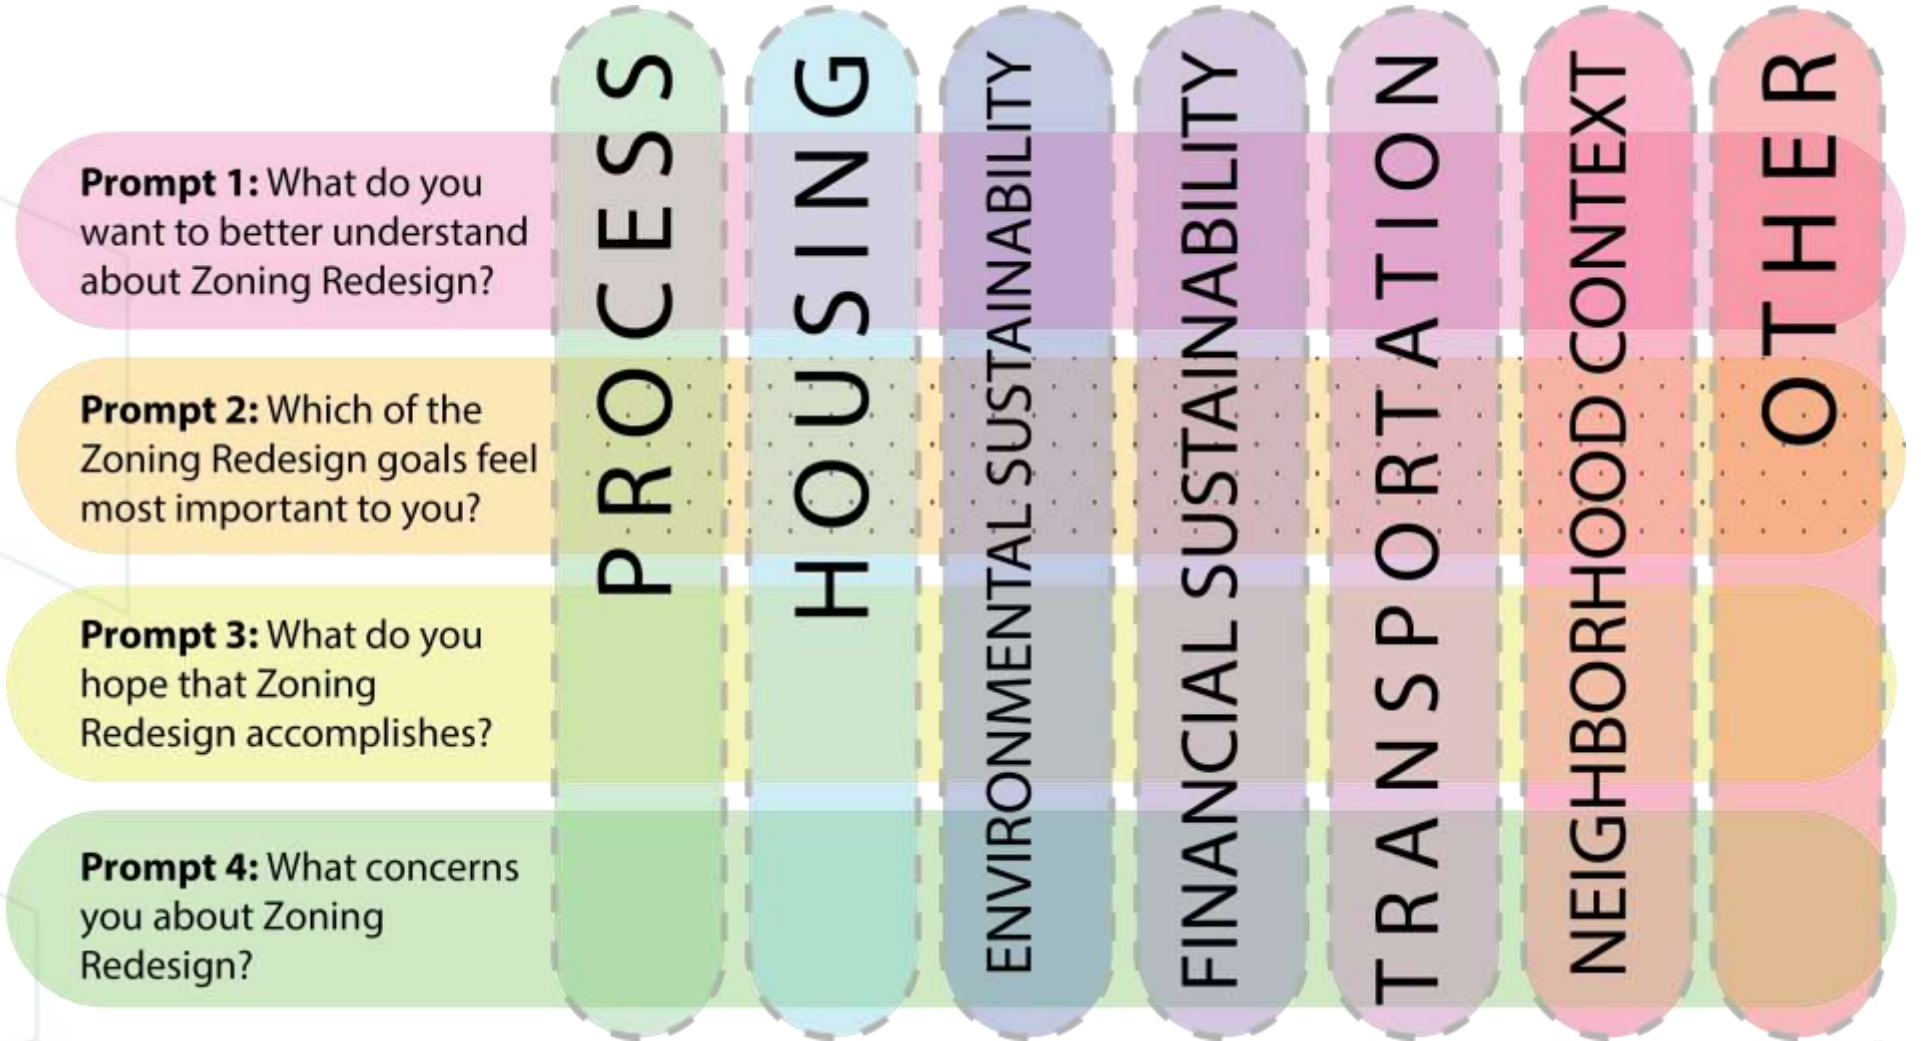 Prompt 1: What do you
want to better understand
about Zoning Redesign?
Prompt 2: Which of the
Zoning Redesign goals feel
most important to you?
Prompt 3: What do you
hope that Zoning
Redesign accomplishes?
Prompt 4: What concerns
you about Zoning
Redesign?
PROCESS
HOUSING
ENVIRONMENTAL SUSTAINABILITY
FINANCIAL SUSTAINABILITY
TRANSPORTATION
NEIGHBORHOOD CONTEXT
OTHER